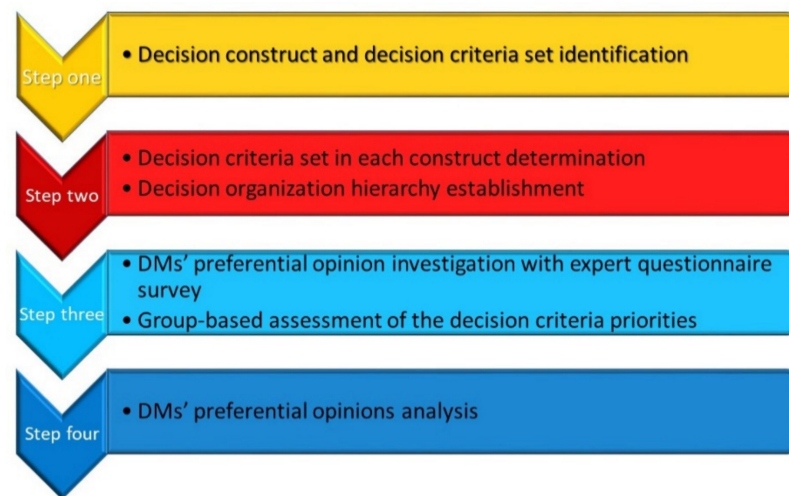 Step one
• Decision construct and decision criteria set identification
Step two
• Decision criteria set in each construct determination
• Decision organization hierarchy establishment
Step three
• DMs’ preferential opinion investigation with expert questionnaire
survey
• Group-based assessment of the decision criteria priorities
Step four
• DMs’ preferential opinions analysis